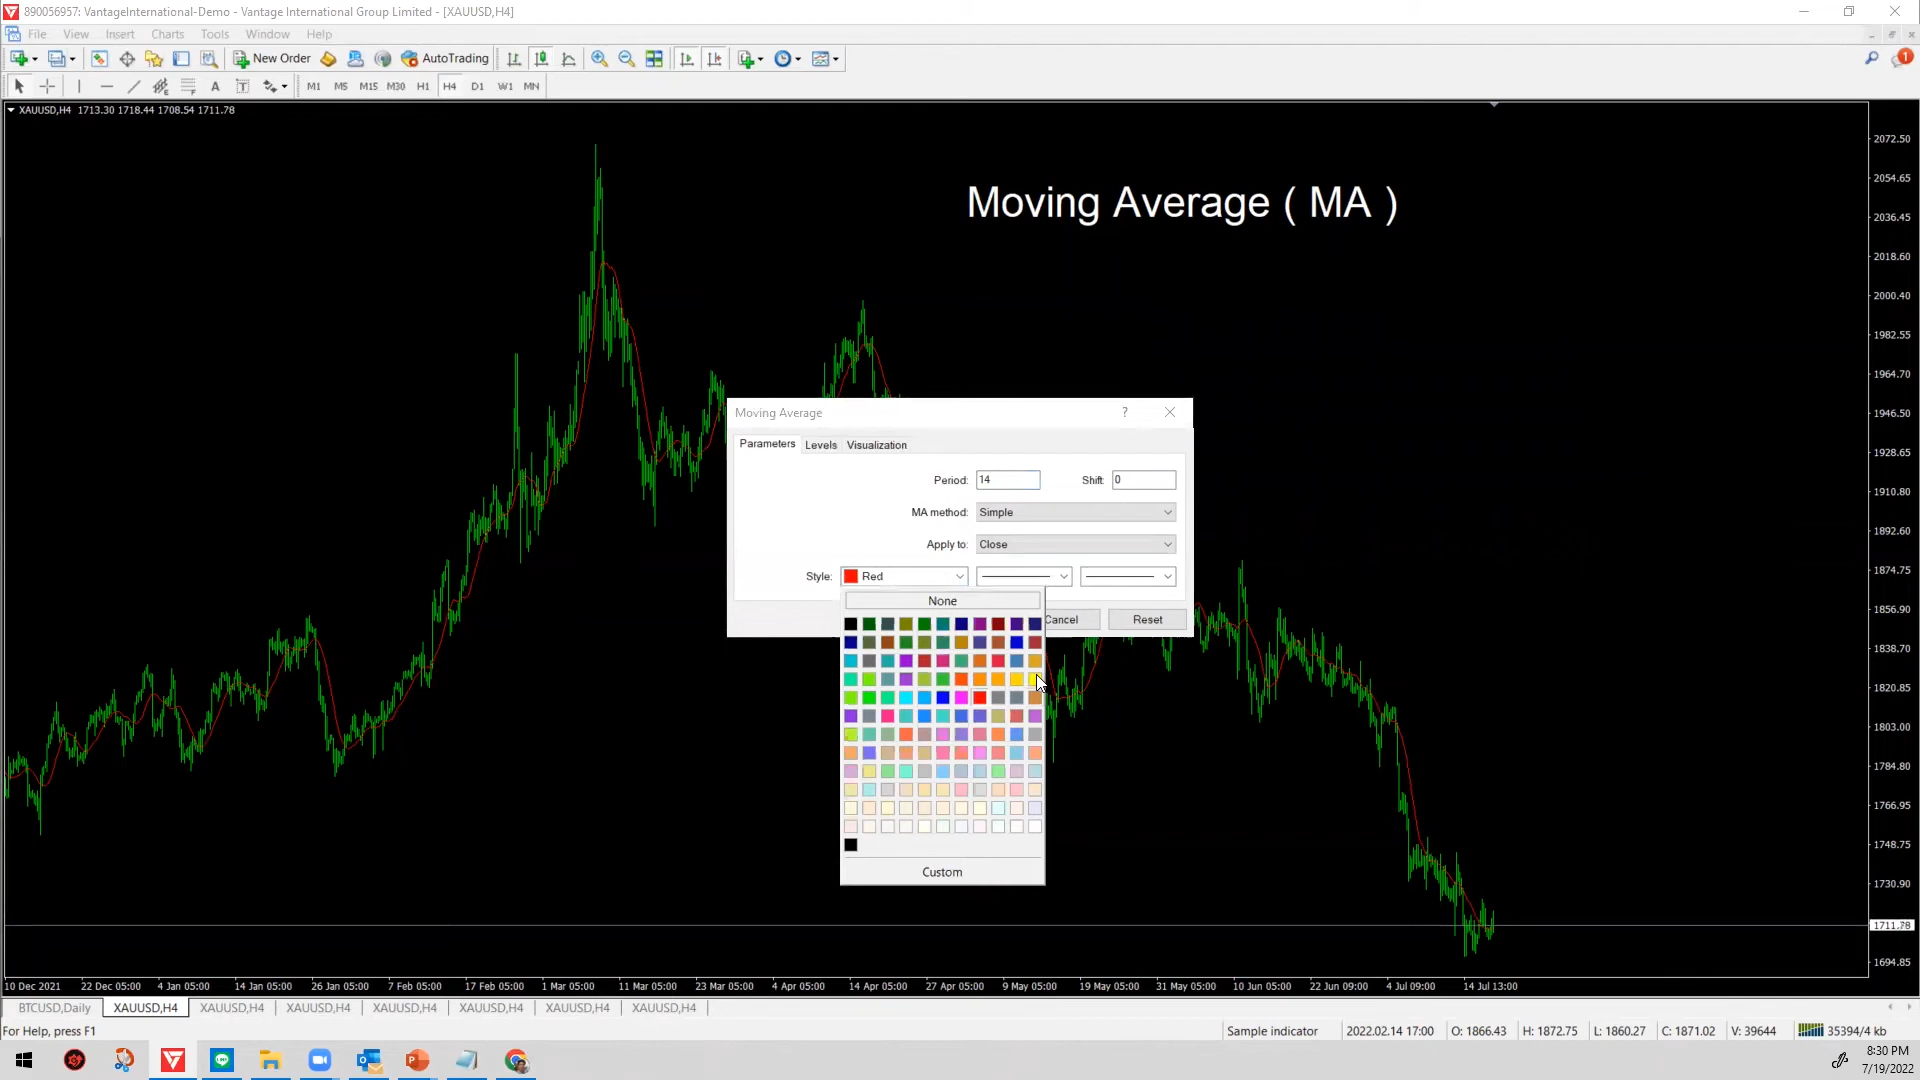 890056957: VantageInternational-Demo - Vantage International Group Limited - [XAUUSD,H4]
File View Insert Charts Tools Window Help
New Order AutoTrading 1
A T M1 M5 M15 M30 H1 H4 D1 W1 MN
XAUUSD,H4 1713.30 1718.44 1708.54 1711.78
Moving Average ( MA )
2072.50
2054.65
2036.45
2018.60
2000.40
1982.55
1964.70
1946.50
1928.65
1910.80
1892.60
1874.75
1856.90
1838.70
1820.85
1803.00
1784.80
1766.95
1748.75
1730.90
1711.78
1694.85
Moving Average ?
Parameters Levels Visualization
Period: 14 Shift: 0
MA method: Simple
Apply to: Close
Style: Red
None
Cancel Reset
Custom
10 Dec 2021 22 Dec 05:00 4 Jan 05:00 14 Jan 05:00 26 Jan 05:00 7 Feb 05:00 17 Feb 05:00 1 Mar 05:00 11 Mar 05:00 23 Mar 05:00 4 Apr 05:00 14 Apr 05:00 27 Apr 05:00 9 May 05:00 19 May 05:00 31 May 05:00 10 Jun 05:00 22 Jun 09:00 4 Jul 09:00 14 Jul 13:00
BTCUSD,Daily XAUUSD,H4 XAUUSD,H4 XAUUSD,H4 XAUUSD,H4 XAUUSD,H4 XAUUSD,H4 XAUUSD,H4
For Help, press F1 Sample indicator 2022.02.14 17:00 O: 1866.43 H: 1872.75 L: 1860.27 C: 1871.02 V: 39644 35394/4 kb
8:30 PM
7/19/2022